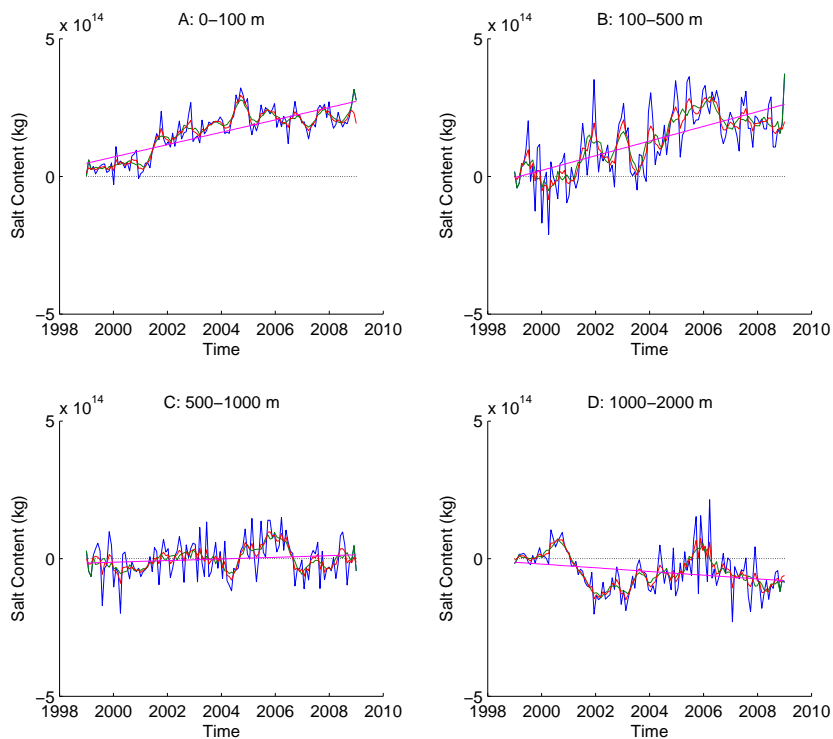 x 10^14
A: 0–100 m
5
0
−5
Salt Content (kg)
1998 2000 2002 2004 2006 2008 2010
Time
x 10^14
B: 100–500 m
5
0
−5
Salt Content (kg)
1998 2000 2002 2004 2006 2008 2010
Time
x 10^14
C: 500–1000 m
5
0
−5
Salt Content (kg)
1998 2000 2002 2004 2006 2008 2010
Time
x 10^14
D: 1000–2000 m
5
0
−5
Salt Content (kg)
1998 2000 2002 2004 2006 2008 2010
Time